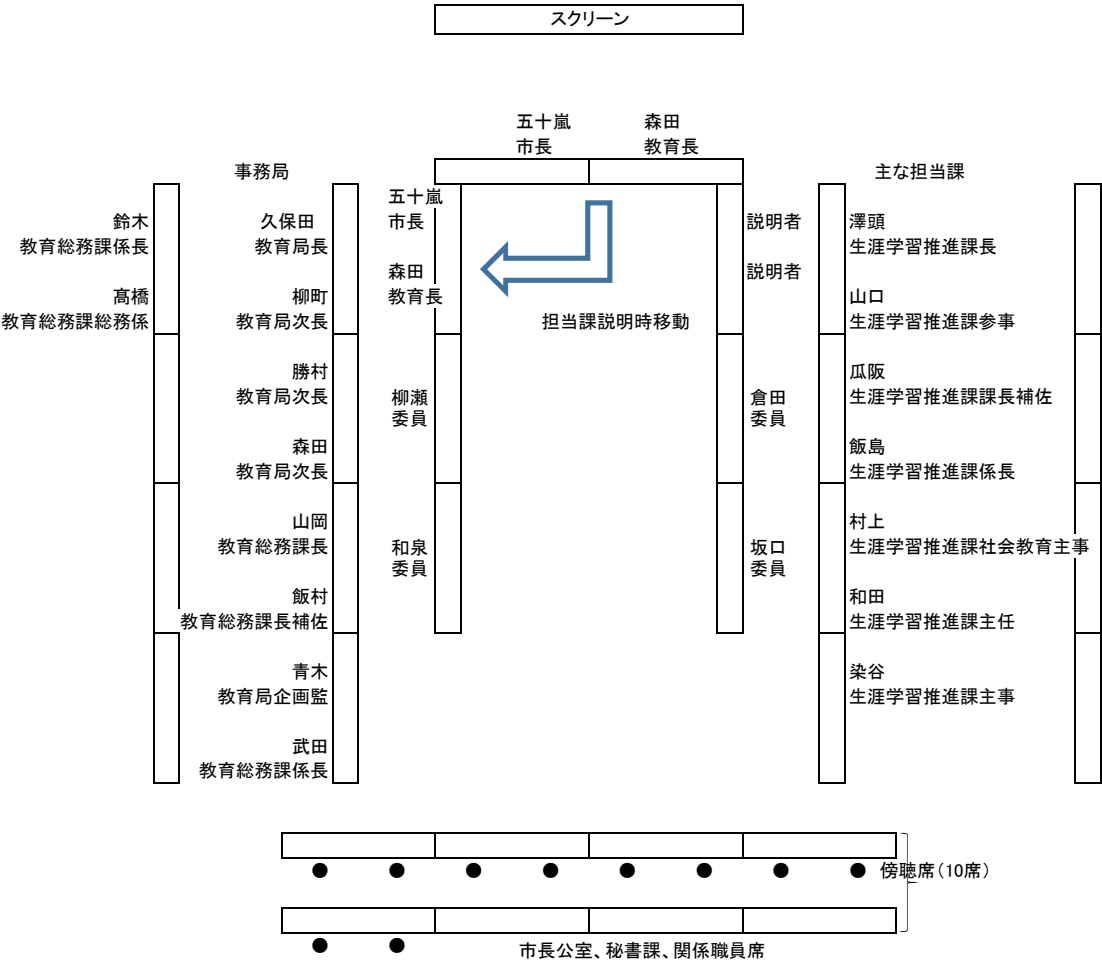 スクリーン
五十嵐
市長
森田
教育長
事務局
主な担当課
鈴木
教育総務課係長
髙橋
教育総務課総務係
久保田
教育局長
柳町
教育局次長
勝村
教育局次長
森田
教育局次長
山岡
教育総務課長
飯村
教育総務課長補佐
青木
教育局企画監
武田
教育総務課係長
五十嵐
市長
森田
教育長
柳瀬
委員
和泉
委員
担当課説明時移動
説明者
説明者
倉田
委員
坂口
委員
澤頭
生涯学習推進課長
山口
生涯学習推進課参事
瓜阪
生涯学習推進課課長補佐
飯島
生涯学習推進課係長
村上
生涯学習推進課社会教育主事
和田
生涯学習推進課主任
染谷
生涯学習推進課主事
傍聴席（10席）
市長公室、秘書課、関係職員席